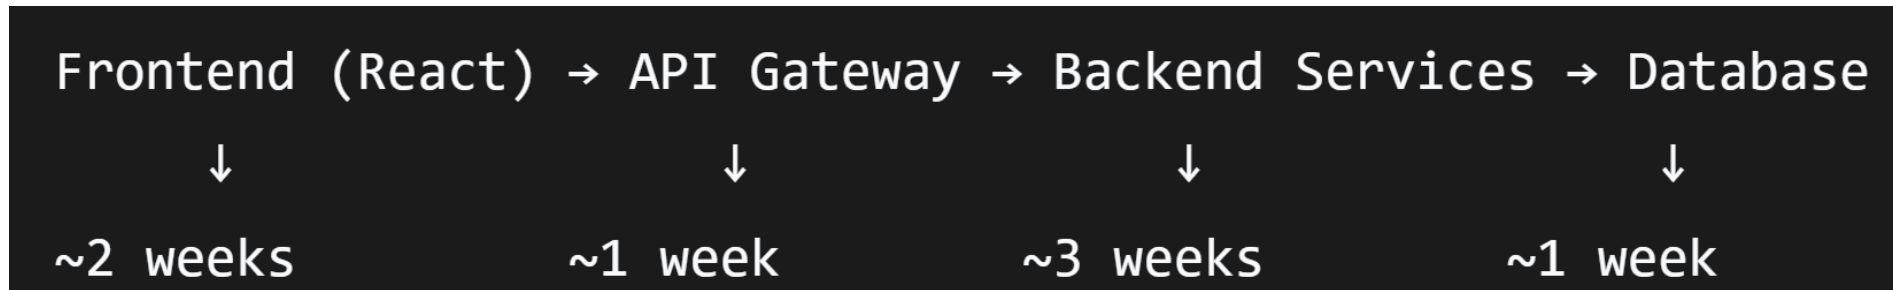 Frontend (React) → API Gateway → Backend Services → Database
↓ ↓ ↓ ↓
~2 weeks ~1 week ~3 weeks ~1 week